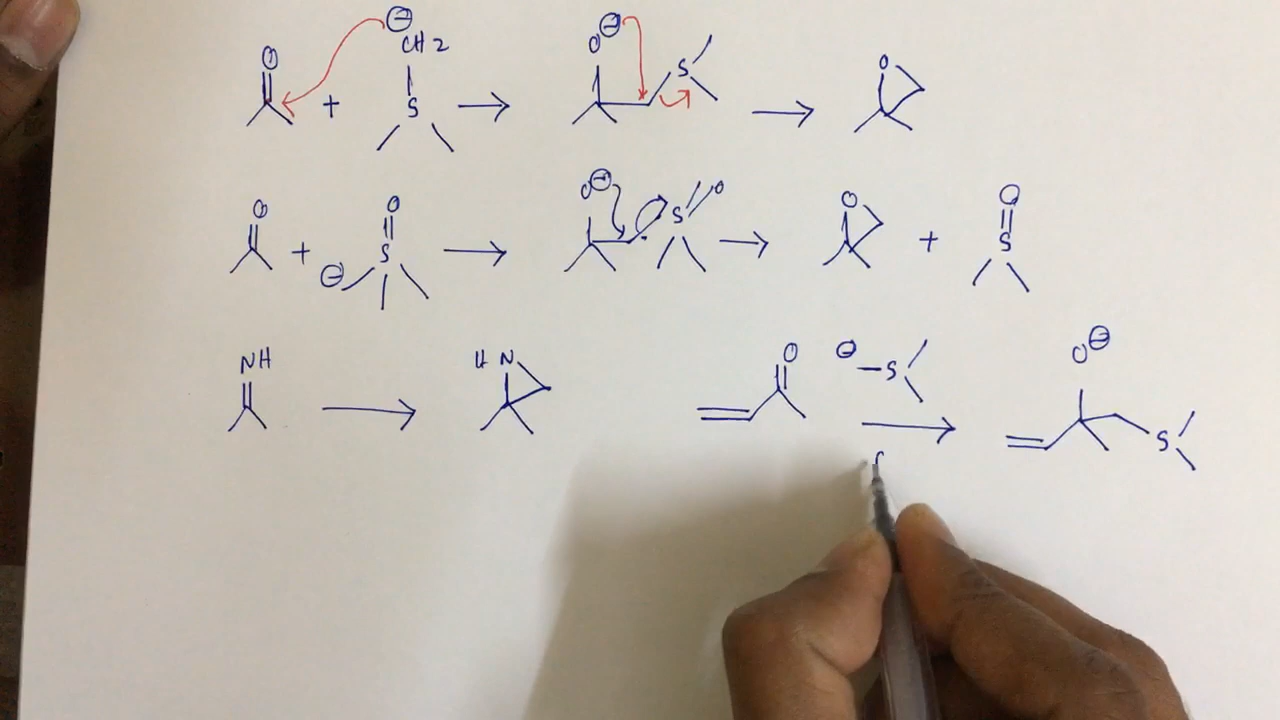 O ⊖ CH2 + S → O ⊖ S → O
O + ⊖ S O → O ⊖ S O → O + O S
NH → H N O ⊖ S → O ⊖ S